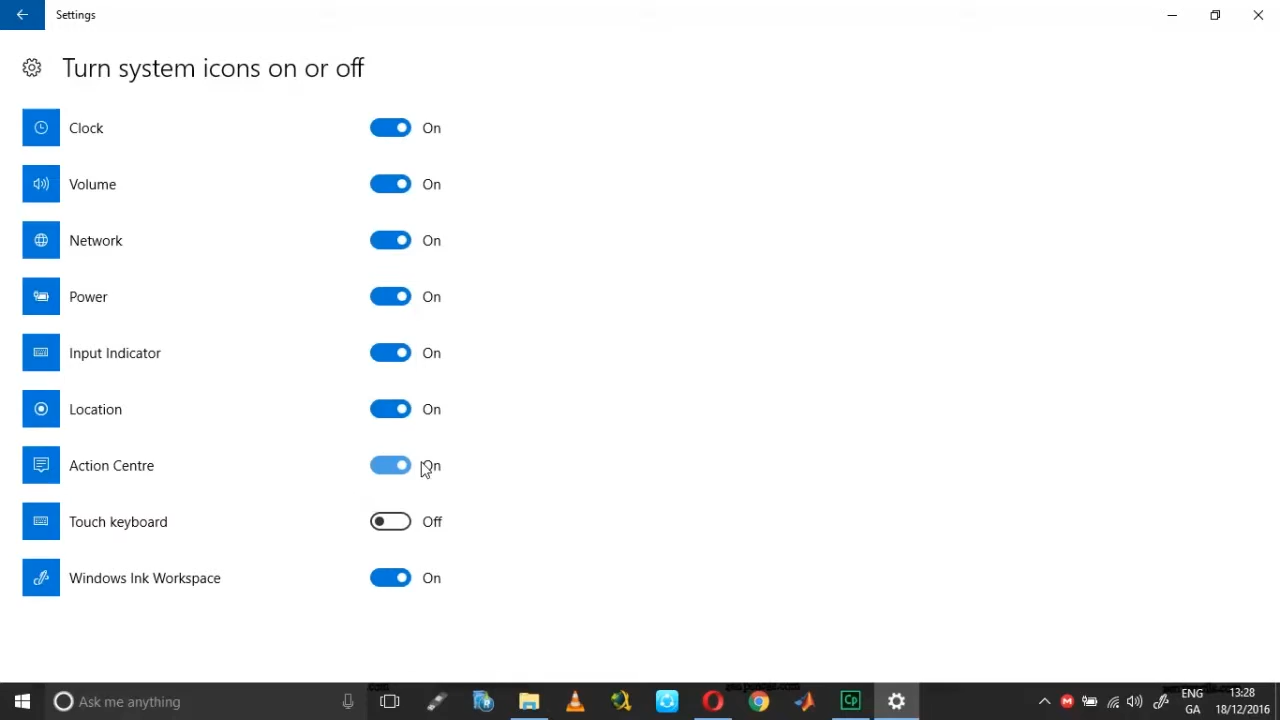 Settings
Turn system icons on or off
Clock On
Volume On
Network On
Power On
Input Indicator On
Location On
Action Centre On
Touch keyboard Off
Windows Ink Workspace On
Ask me anything
Cp
M
ENG
GA
13:28
18/12/2016